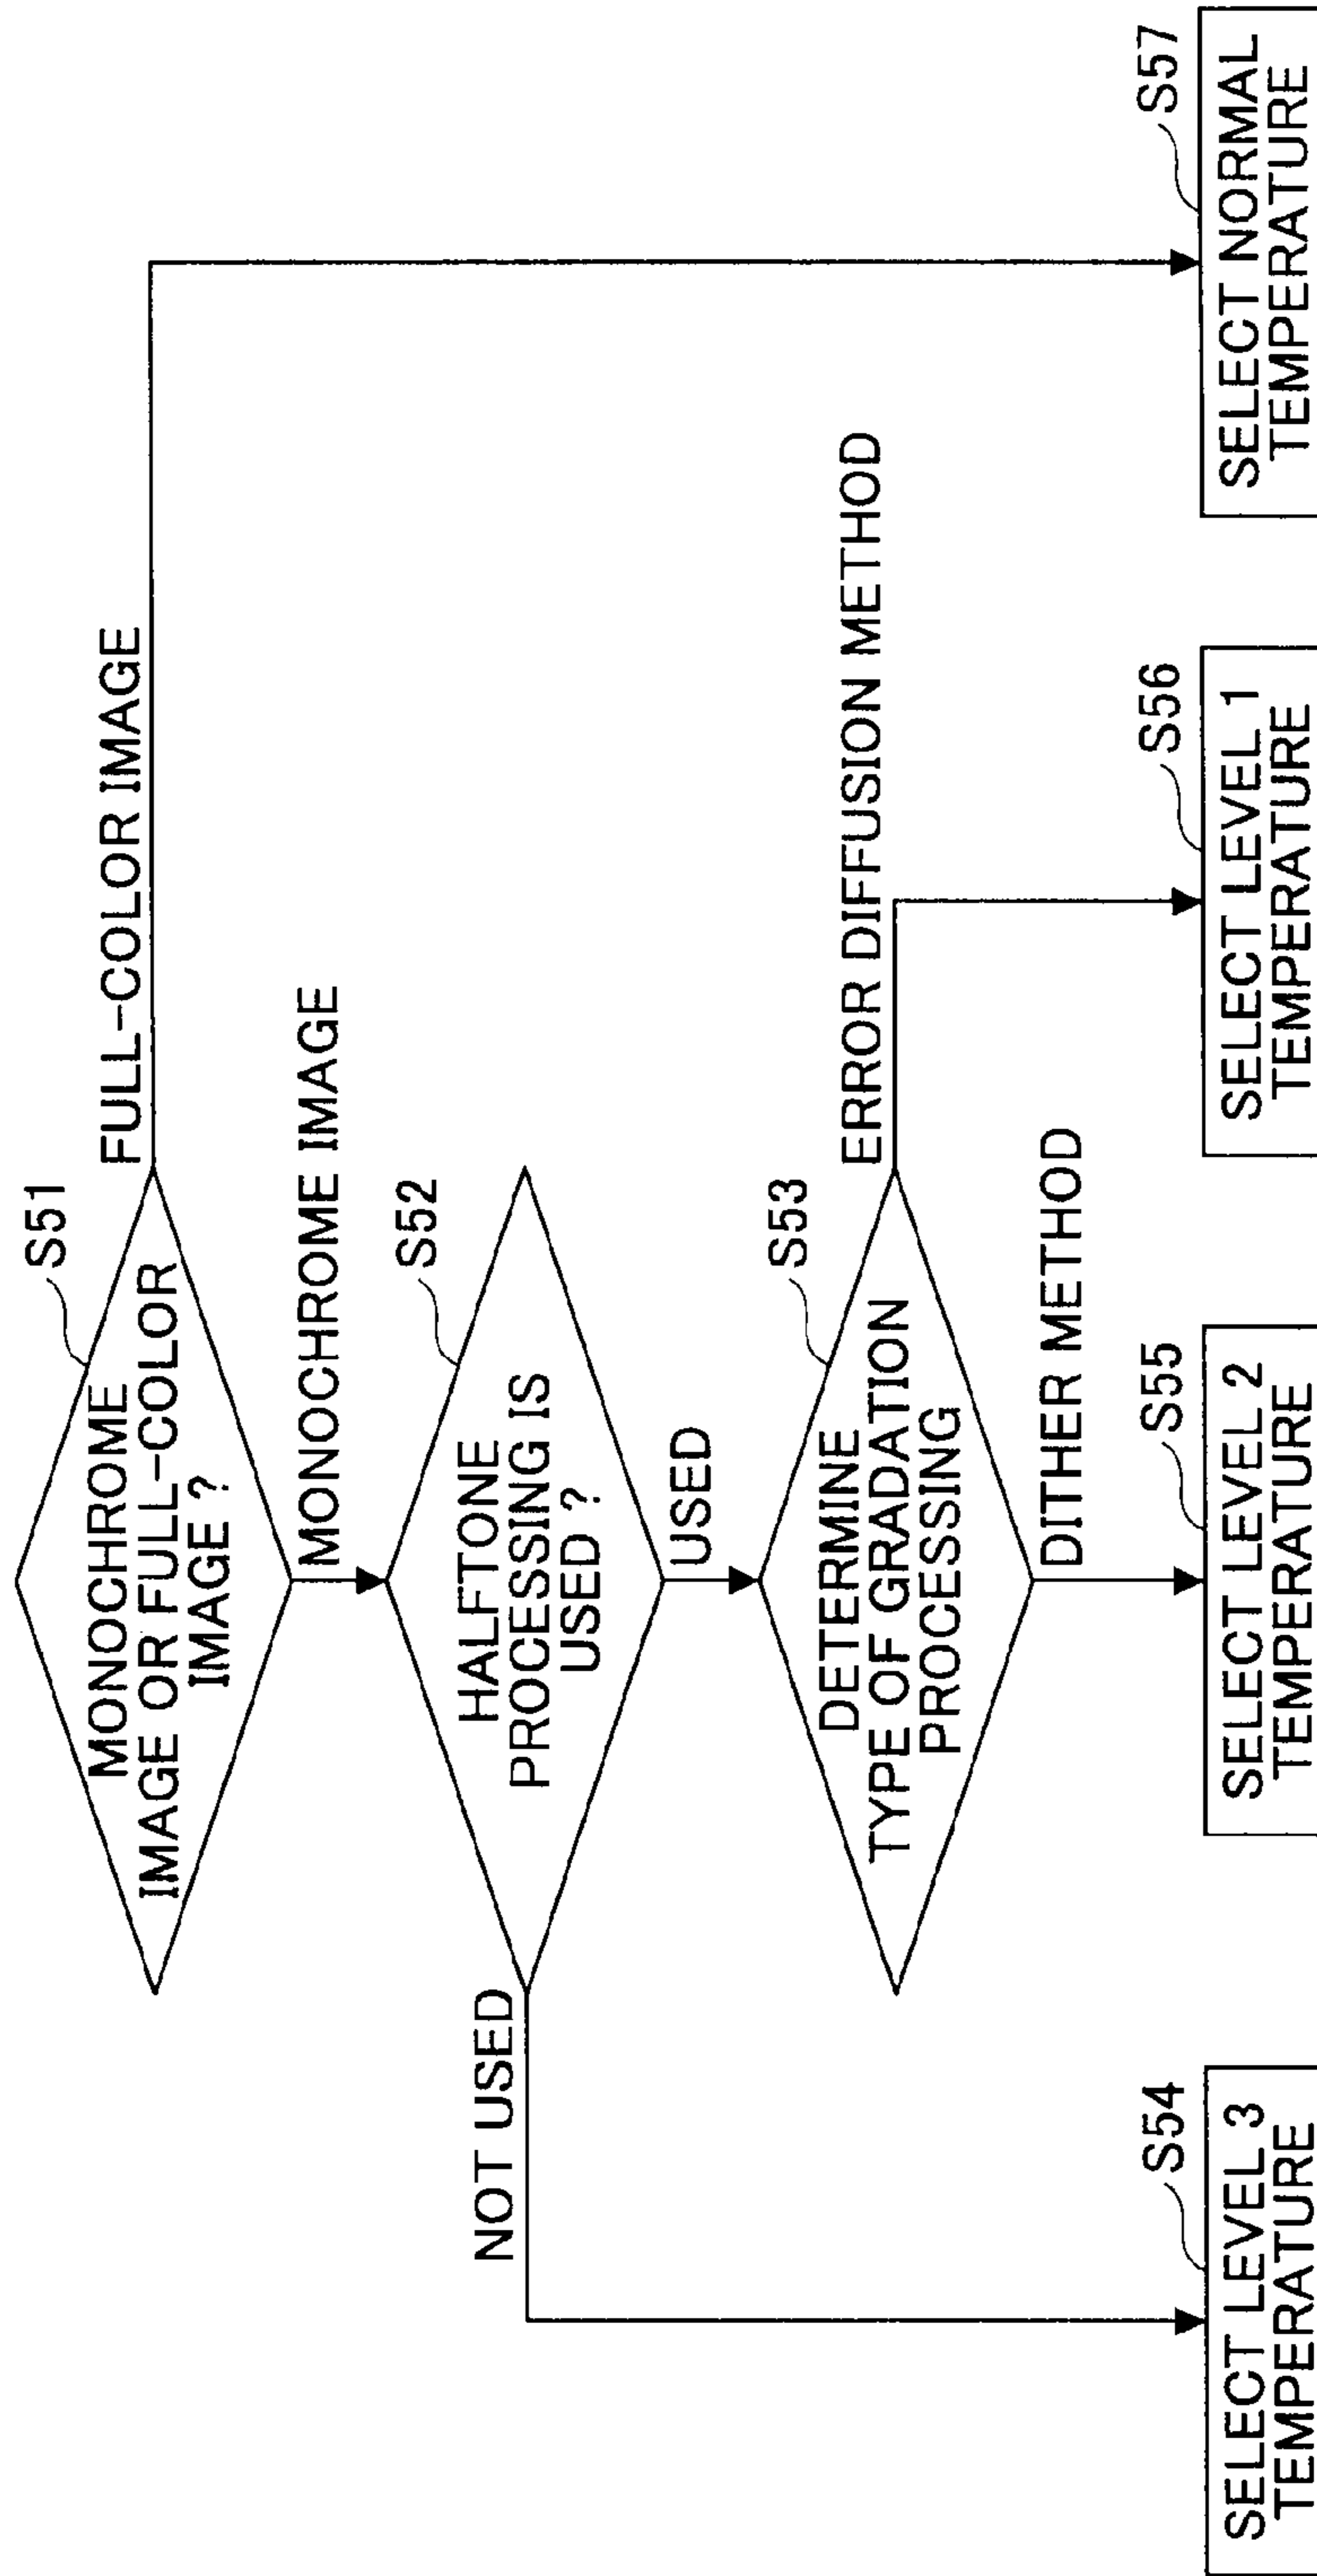 S51
MONOCHROME
IMAGE OR FULL-COLOR
IMAGE ?
FULL-COLOR IMAGE
MONOCHROME IMAGE
S52
HALFTONE
PROCESSING IS
USED ?
NOT USED
USED
S53
DETERMINE
TYPE OF GRADATION
PROCESSING
ERROR DIFFUSION METHOD
DITHER METHOD
S54
SELECT LEVEL 3
TEMPERATURE
S55
SELECT LEVEL 2
TEMPERATURE
S56
SELECT LEVEL 1
TEMPERATURE
S57
SELECT NORMAL
TEMPERATURE